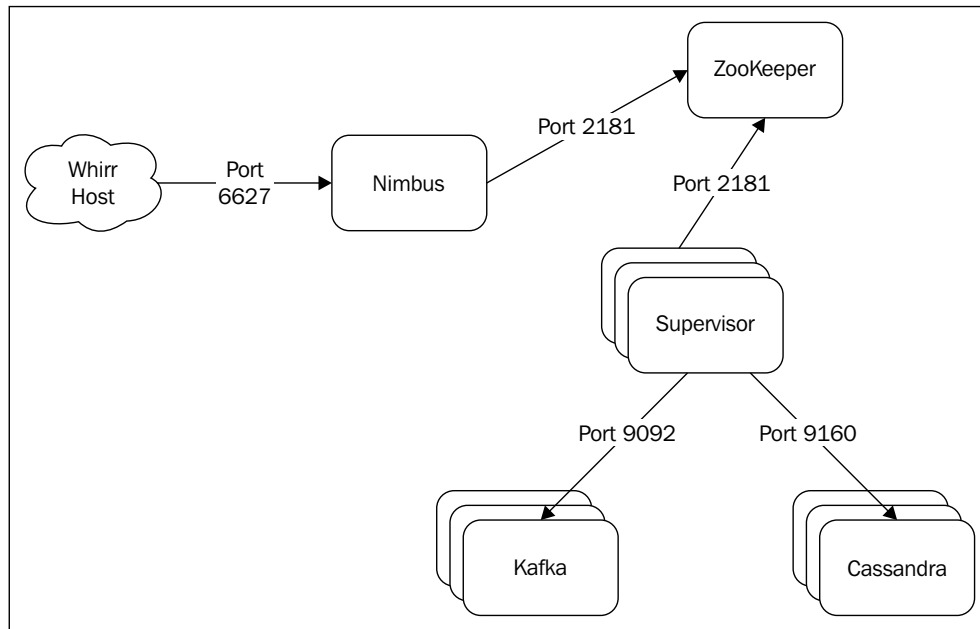 ZooKeeper
Port 2181
Whirr
Host
Port
6627
Nimbus
Port 2181
Supervisor
Port 9092
Port 9160
Kafka
Cassandra